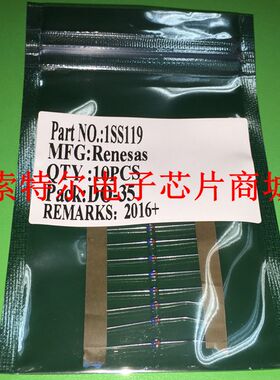 Part NO.:1SS119
MFG:Renesas
QTY :10PCS
索特尔电子芯片商城
Pack:DO-35
REMARKS: 2016+